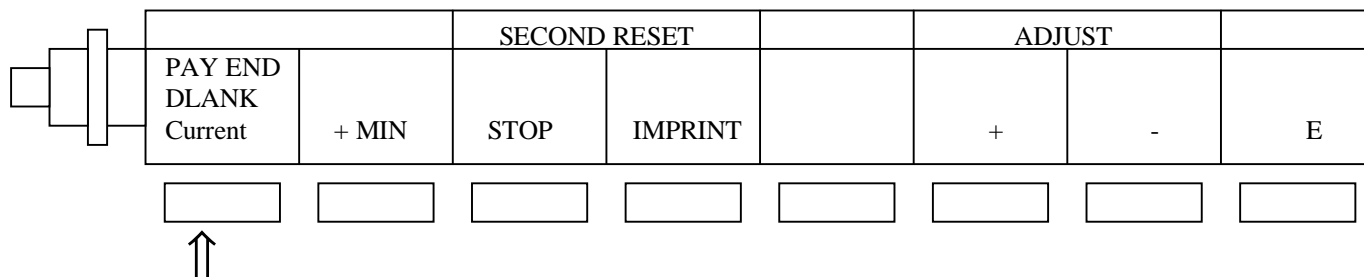 SECOND RESET ADJUST
PAY END
DLANK
Current + MIN STOP IMPRINT + - E